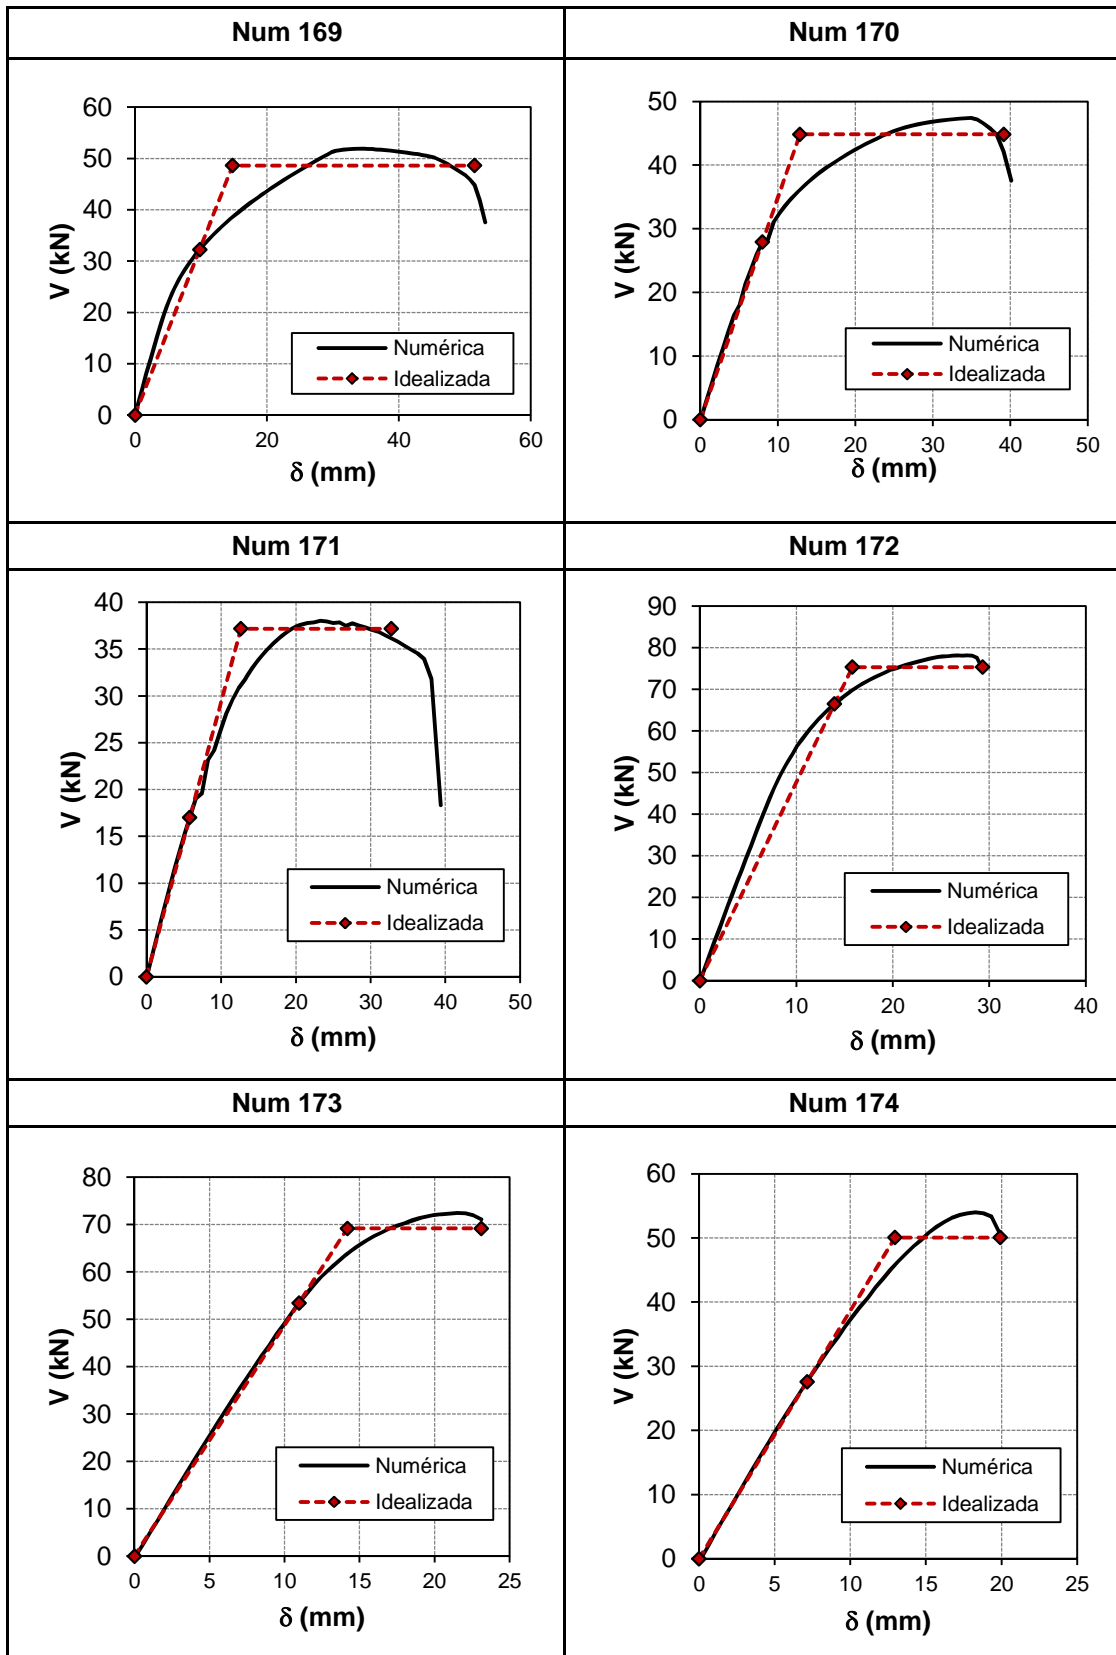 Num 169
Num 170
60
50
40
30
20
10
0
V (kN)
Numérica
Idealizada
0 20 40 60
δ (mm)
50
40
30
20
10
0
V (kN)
Numérica
Idealizada
0 10 20 30 40 50
δ (mm)
Num 171
Num 172
40
35
30
25
20
15
10
5
0
V (kN)
Numérica
Idealizada
0 10 20 30 40 50
δ (mm)
90
80
70
60
50
40
30
20
10
0
V (kN)
Numérica
Idealizada
0 10 20 30 40
δ (mm)
Num 173
Num 174
80
70
60
50
40
30
20
10
0
V (kN)
Numérica
Idealizada
0 5 10 15 20 25
δ (mm)
60
50
40
30
20
10
0
V (kN)
Numérica
Idealizada
0 5 10 15 20 25
δ (mm)